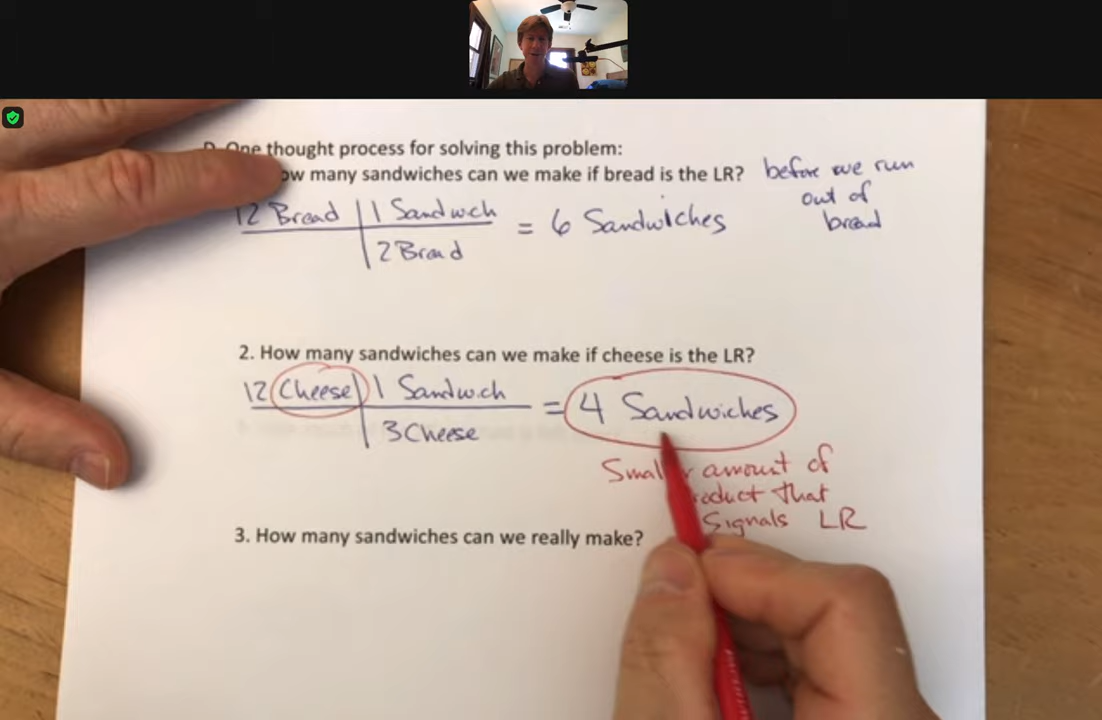 One thought process for solving this problem:
many sandwiches can we make if bread is the LR? before we run
out of
bread
12 Bread 1 Sandwich = 6 Sandwiches
2 Bread
2. How many sandwiches can we make if cheese is the LR?
12 Cheese 1 Sandwich = 4 Sandwiches
3 Cheese
amount of
that
Signals LR
3. How many sandwiches can we really make?